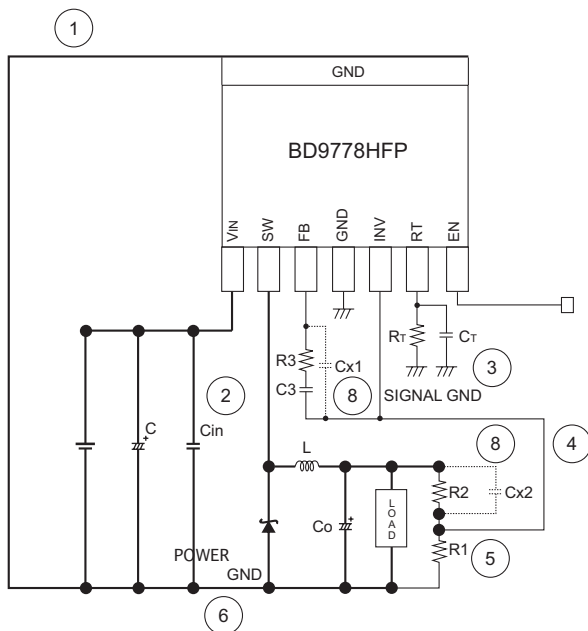 1
GND
BD9778HFP
VIN
SW
FB
GND
INV
RT
EN
R3
C3
Cx1
RT
CT
3
8
SIGNAL GND
2
C
+
Cin
8
4
L
R2
Cx2
Co
+
LOAD
R1
5
POWER
GND
6